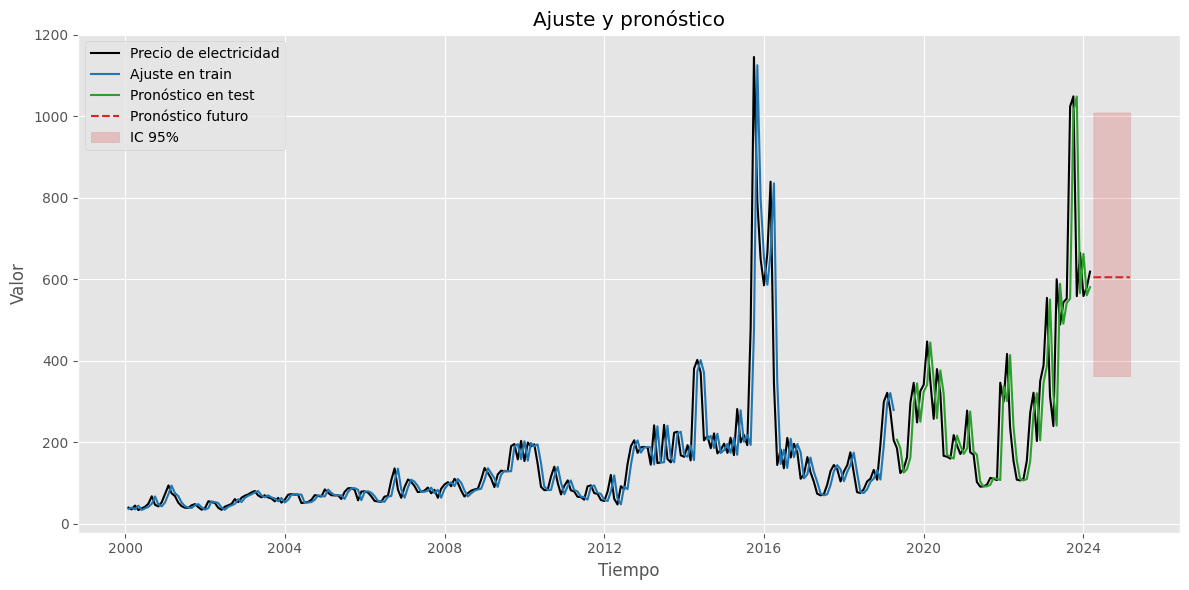 Ajuste y pronóstico
Precio de electricidad
Ajuste en train
Pronóstico en test
Pronóstico futuro
IC 95%
1200
1000
800
600
400
200
0
Valor
2000
2004
2008
2012
2016
2020
2024
Tiempo